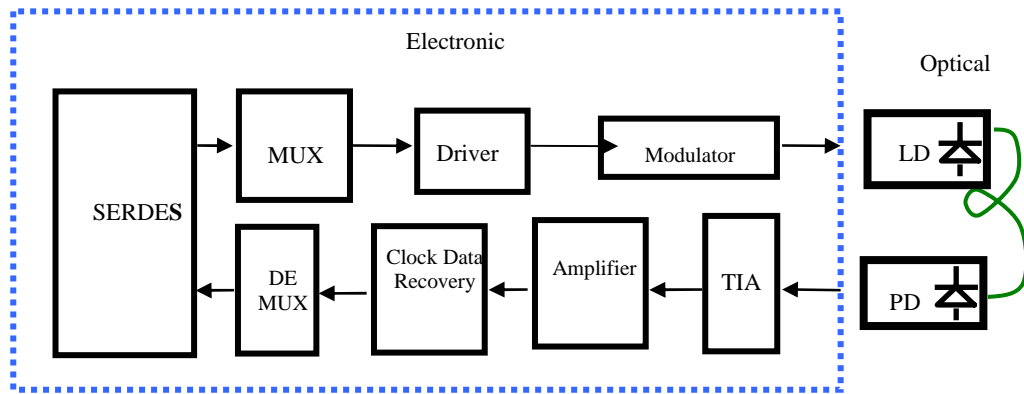 Electronic
Optical
MUX
Driver
Modulator
LD
SERDES
DE
MUX
Clock Data
Recovery
Amplifier
TIA
PD